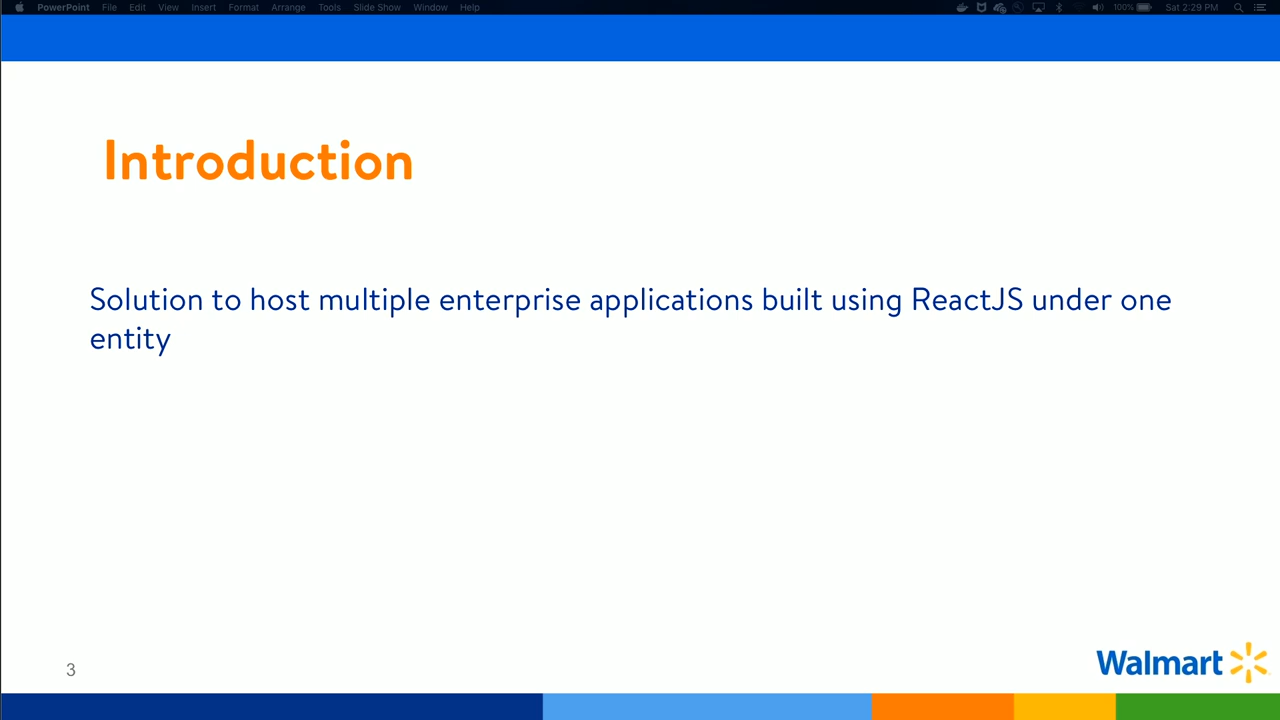 PowerPoint File Edit View Insert Format Arrange Tools Slide Show Window Help 100% Sat 2:29 PM
Introduction
Solution to host multiple enterprise applications built using ReactJS under one
entity
3
Walmart